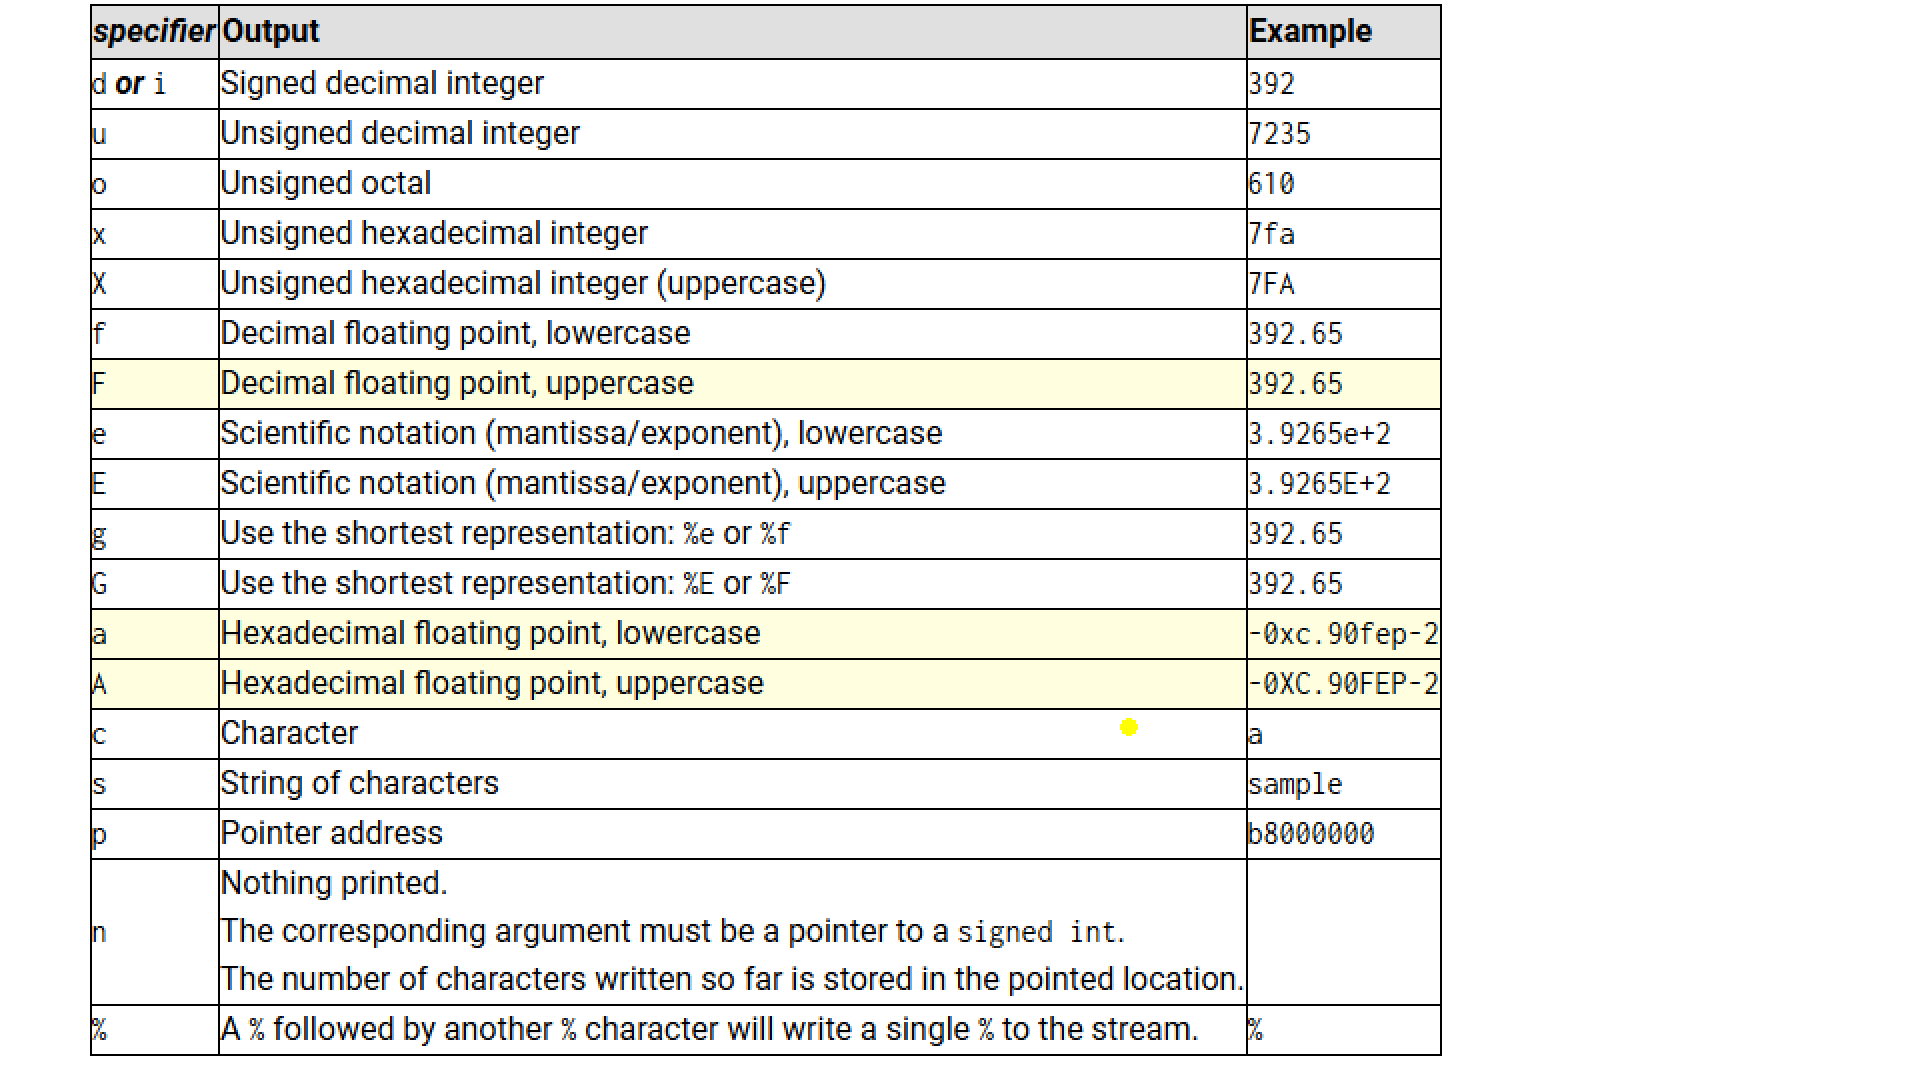 specifier Output Example
d or i Signed decimal integer 392
u Unsigned decimal integer 7235
o Unsigned octal 610
x Unsigned hexadecimal integer 7fa
X Unsigned hexadecimal integer (uppercase) 7FA
f Decimal floating point, lowercase 392.65
F Decimal floating point, uppercase 392.65
e Scientific notation (mantissa/exponent), lowercase 3.9265e+2
E Scientific notation (mantissa/exponent), uppercase 3.9265E+2
g Use the shortest representation: %e or %f 392.65
G Use the shortest representation: %E or %F 392.65
a Hexadecimal floating point, lowercase -0xc.90fep-2
A Hexadecimal floating point, uppercase -0XC.90FEP-2
c Character a
s String of characters sample
p Pointer address b8000000
Nothing printed.
n The corresponding argument must be a pointer to a signed int.
The number of characters written so far is stored in the pointed location.
% A % followed by another % character will write a single % to the stream. %